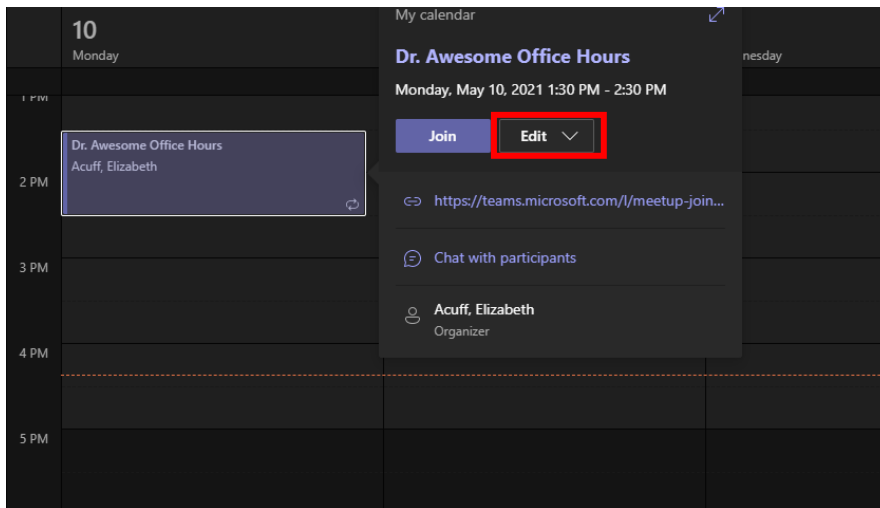 10
Monday
nesday
1 PM
Dr. Awesome Office Hours
Acuff, Elizabeth
2 PM
3 PM
4 PM
5 PM
My calendar
Dr. Awesome Office Hours
Monday, May 10, 2021 1:30 PM - 2:30 PM
Join
Edit
https://teams.microsoft.com/l/meetup-join...
Chat with participants
Acuff, Elizabeth
Organizer